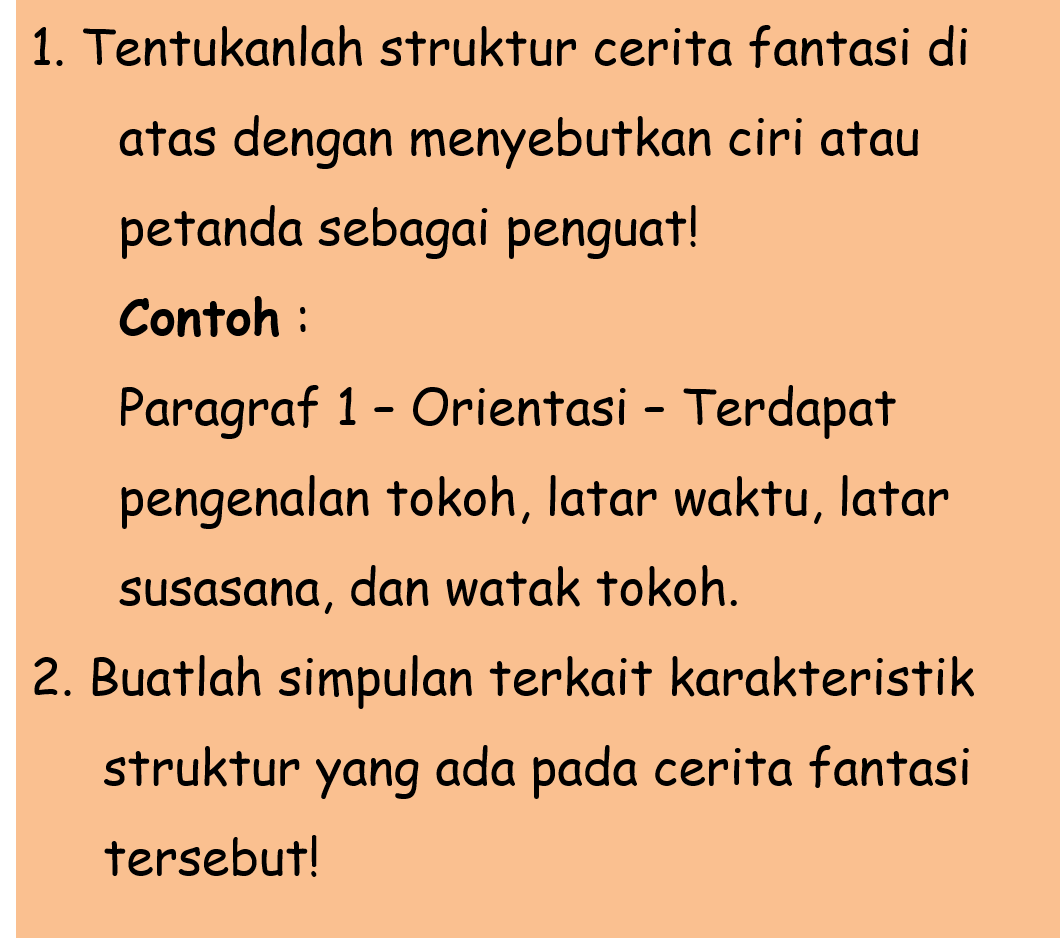 1. Tentukanlah struktur cerita fantasi di
atas dengan menyebutkan ciri atau
petanda sebagai penguat!
Contoh :
Paragraf 1 – Orientasi – Terdapat
pengenalan tokoh, latar waktu, latar
susasana, dan watak tokoh.
2. Buatlah simpulan terkait karakteristik
struktur yang ada pada cerita fantasi
tersebut!